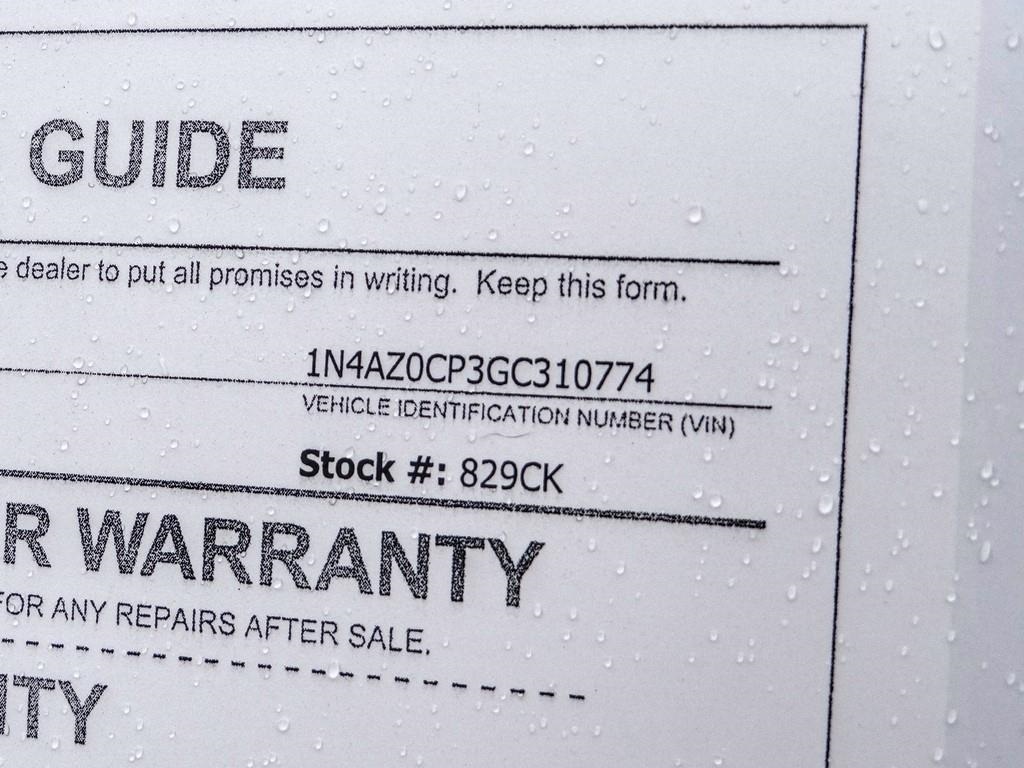 GUIDE
e dealer to put all promises in writing. Keep this form.
1N4AZ0CP3GC310774
VEHICLE IDENTIFICATION NUMBER (VIN)
Stock #: 829CK
R WARRANTY
FOR ANY REPAIRS AFTER SALE.
ITY